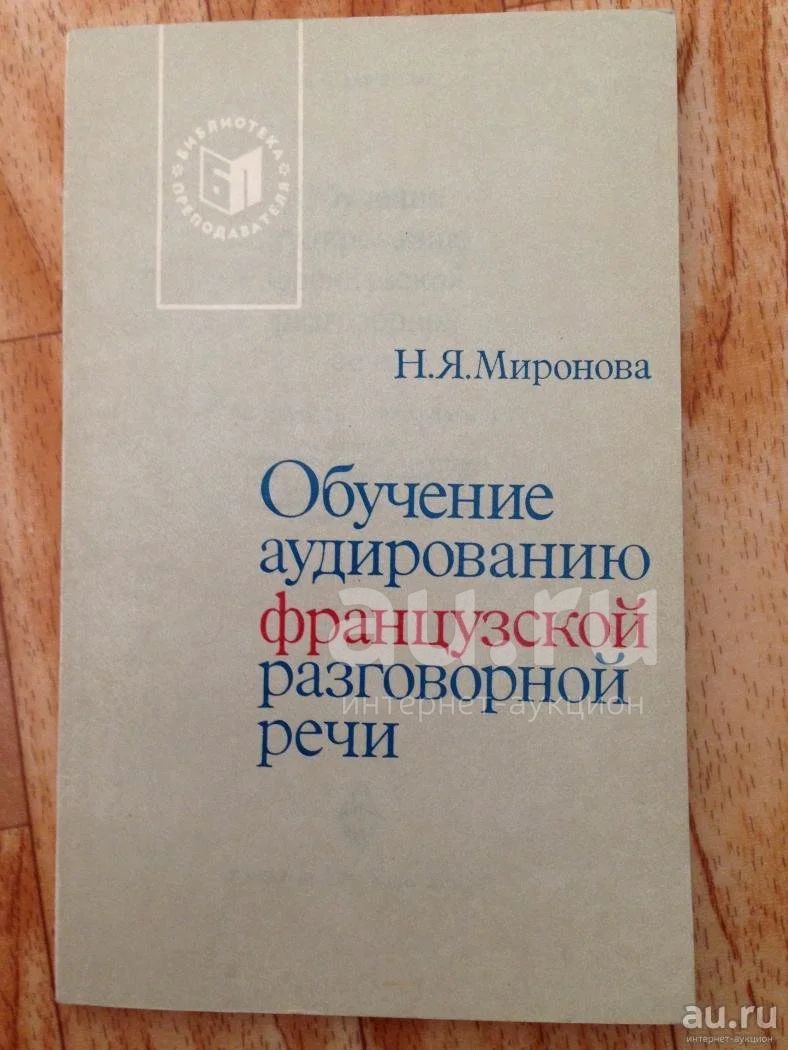 БИБЛИОТЕКА
БП
ПРЕПОДАВАТЕЛЯ
Н.Я.Миронова
Обучение
аудированию
французской
разговорной
речи
au.ru
интернет-аукцион
au.ru
интернет-аукцион